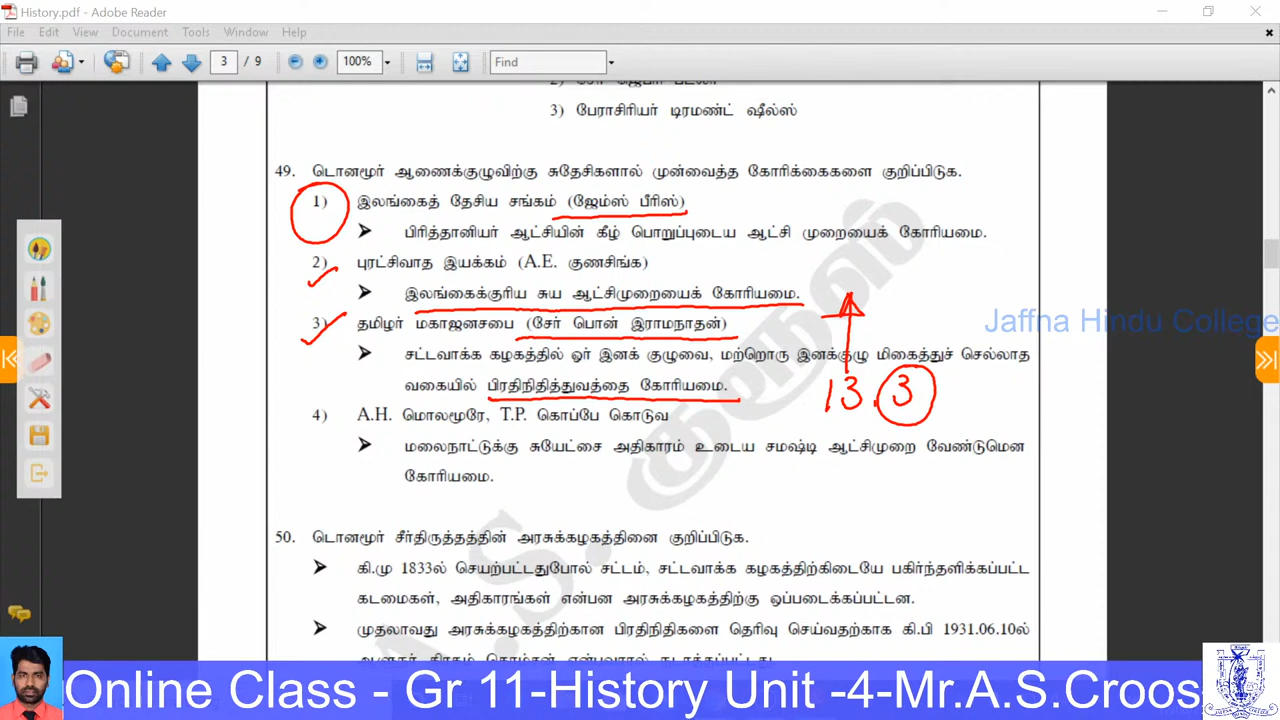 History.pdf - Adobe Reader
File Edit View Document Tools Window Help
3 / 9 100% Find
3) பேராசிரியர் டிரமண்ட் ஷீல்ஸ்
49. டொனமூர் ஆணைக்குழுவிற்கு சுதேசிகளால் முன்வைத்த கோரிக்கைகளை குறிப்பிடுக.
1) இலங்கைத் தேசிய சங்கம் (ஜேம்ஸ் பீரிஸ்)
பிரித்தானியர் ஆட்சியின் கீழ் பொறுப்புடைய ஆட்சி முறையைக் கோரியமை.
2) புரட்சிவாத இயக்கம் (A.E. குணசிங்க)
இலங்கைக்குரிய சுய ஆட்சிமுறையைக் கோரியமை.
3) தமிழர் மகாஜனசபை (சேர் பொன் இராமநாதன்)
Jaffna Hindu College
சட்டவாக்க கழகத்தில் ஓர் இனக் குழுவை, மற்றொரு இனக்குழு மிகைத்துச் செல்லாத
வகையில் பிரதிநிதித்துவத்தை கோரியமை.
13.3
4) A.H. மொலமூரே, T.P. கொப்பே கொடுவ
மலைநாட்டுக்கு சுயேட்சை அதிகாரம் உடைய சமஷ்டி ஆட்சிமுறை வேண்டுமென
கோரியமை.
50. டொனமூர் சீர்திருத்தத்தின் அரசுக்கழகத்தினை குறிப்பிடுக.
கி.மு 1833ல் செயற்பட்டதுபோல் சட்டம், சட்டவாக்க கழகத்திற்கிடையே பகிர்ந்தளிக்கப்பட்ட
கடமைகள், அதிகாரங்கள் என்பன அரசுக்கழகத்திற்கு ஒப்படைக்கப்பட்டன.
முதலாவது அரசுக்கழகத்திற்கான பிரதிநிதிகளை தெரிவு செய்வதற்காக கி.பி 1931.06.10ல்
Online Class - Gr 11-History Unit -4-Mr.A.S.Croos